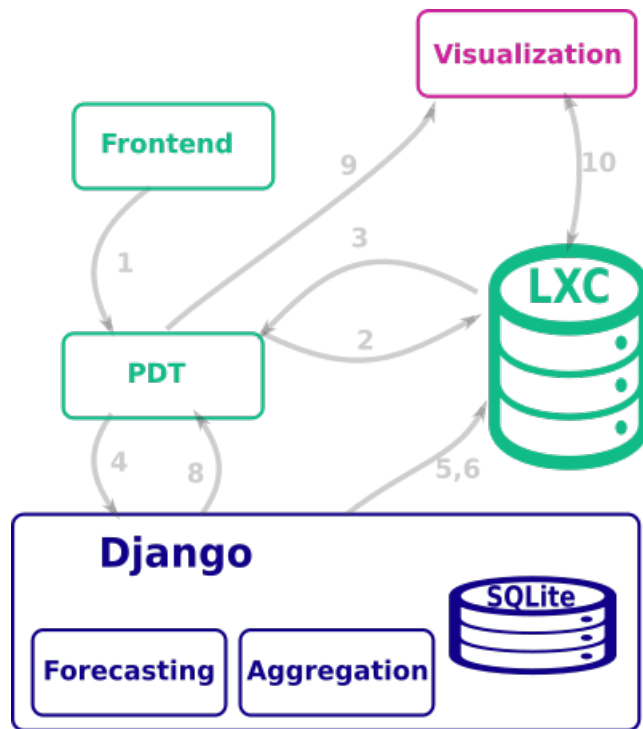 Visualization
Frontend
9
10
3
1
LXC
2
PDT
4
8
5,6
Django
SQLite
Forecasting
Aggregation